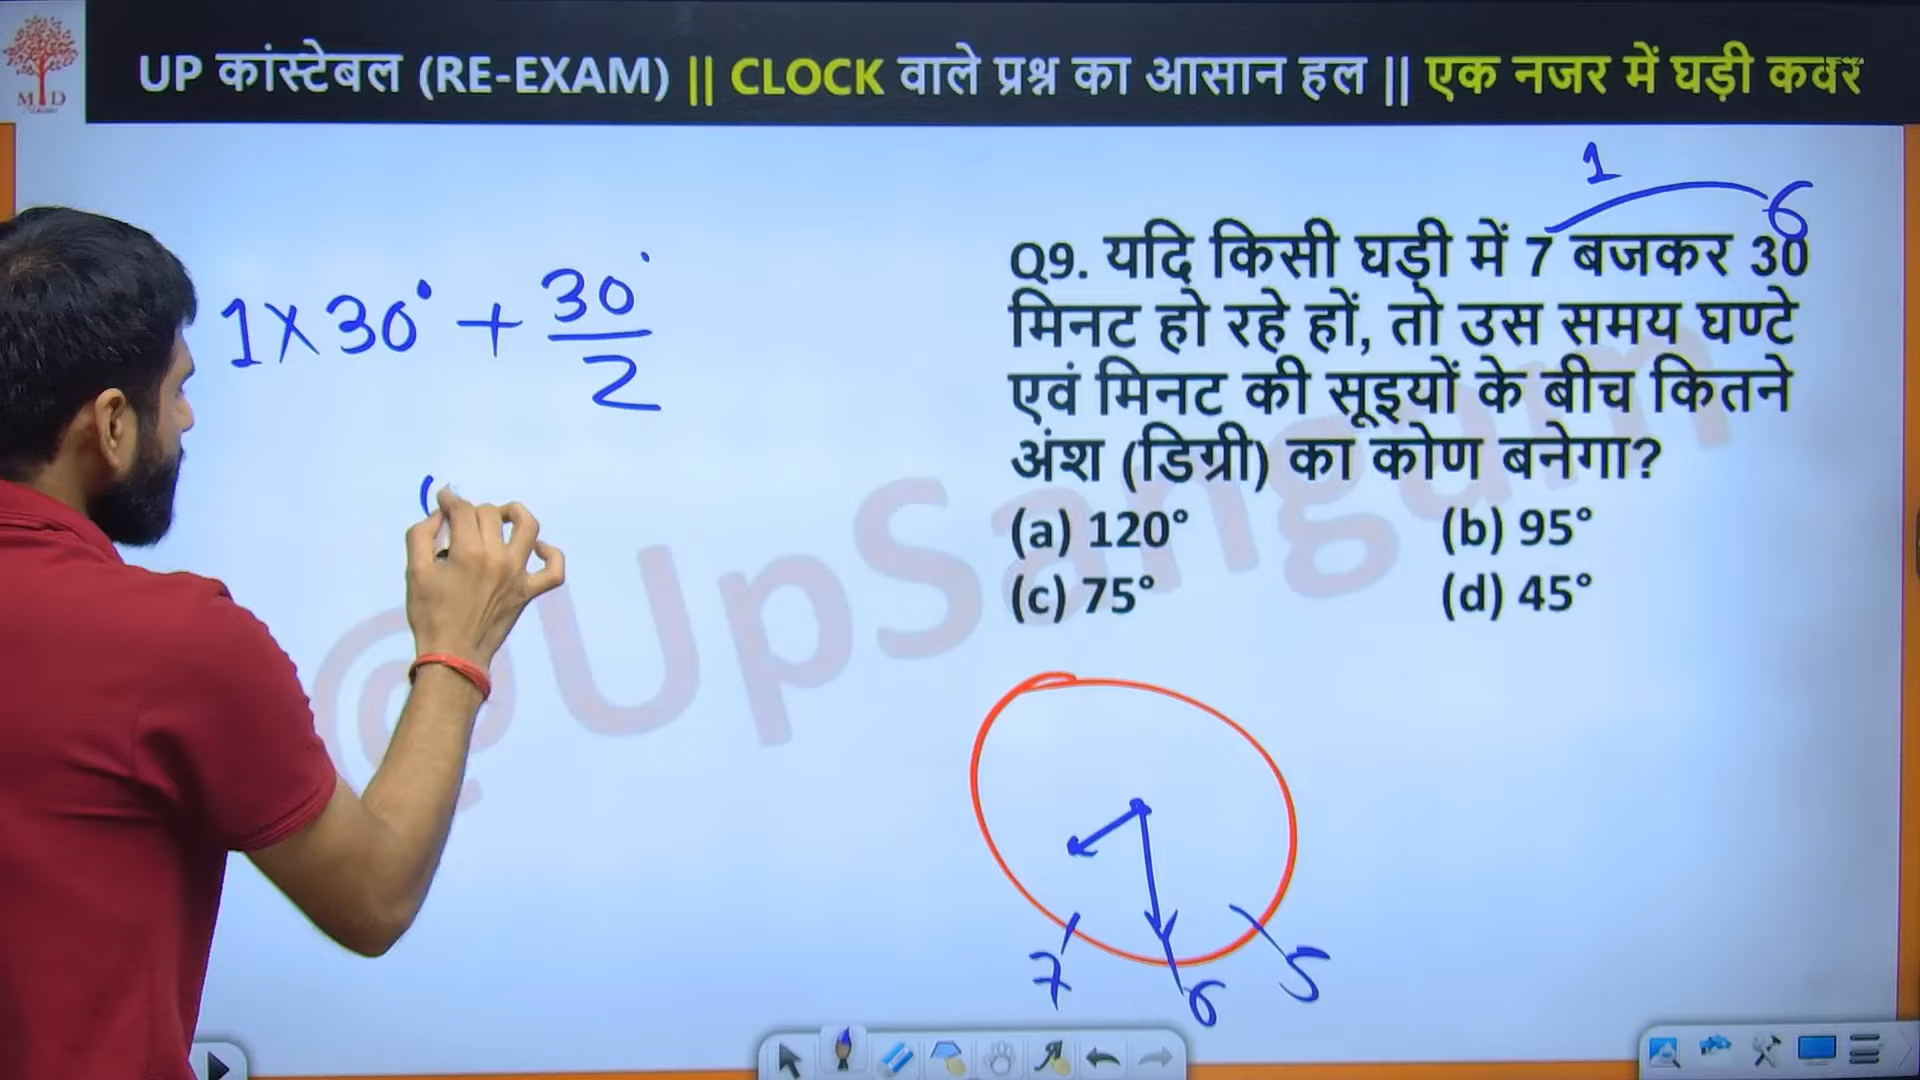 M D
UP कांस्टेबल (RE-EXAM) || CLOCK वाले प्रश्न का आसान हल || एक नजर में घड़ी कवर
1
6
1 × 30° + 30°
2
Q9. यदि किसी घड़ी में 7 बजकर 30
मिनट हो रहे हों, तो उस समय घण्टे
एवं मिनट की सूइयों के बीच कितने
अंश (डिग्री) का कोण बनेगा?
(a) 120° (b) 95°
(c) 75° (d) 45°
@UpSangam
7 6 5